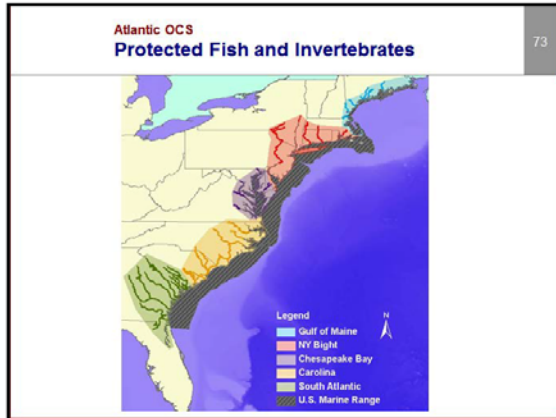 Atlantic OCS
Protected Fish and Invertebrates
73
Legend
N
Gulf of Maine
NY Bight
Chesapeake Bay
Carolina
South Atlantic
U.S. Marine Range